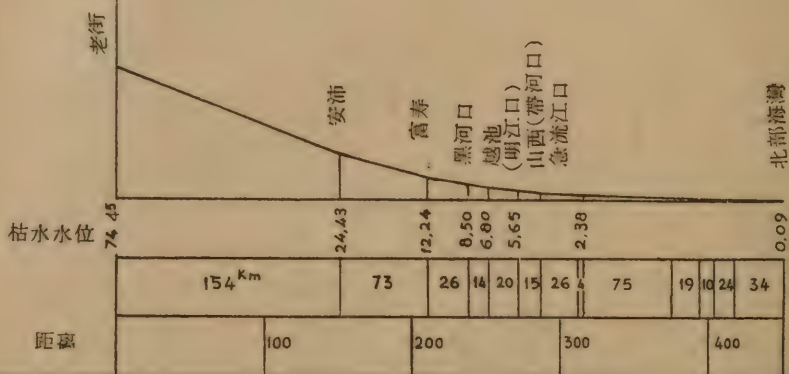 老街
安沛
富寿
黑河口
越池
(明江口)
山西(帶河口)
急流江口
北部海灣
枯水水位 74,45 24,43 12,24 8,50 6,80 5,65 2,38 0,09
154Km 73 26 14 20 15 26 4 75 19 10 24 34
距离 100 200 300 400